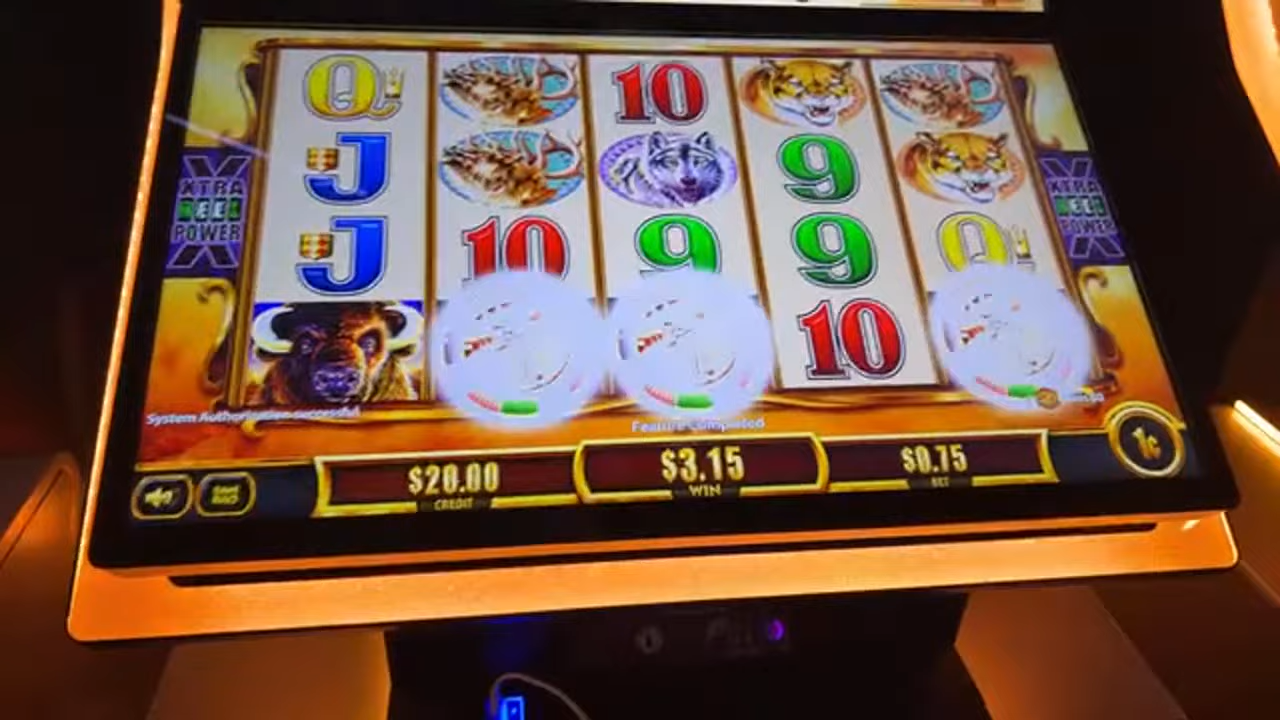 Q 10
J 9
J 10 9 9 Q
10
XTRA
REEL
POWER
X
XTRA
REEL
POWER
X
System Authorization successful
Feature Completed
$20.00
CREDIT
$3.15
WIN
$0.75
BET
1¢